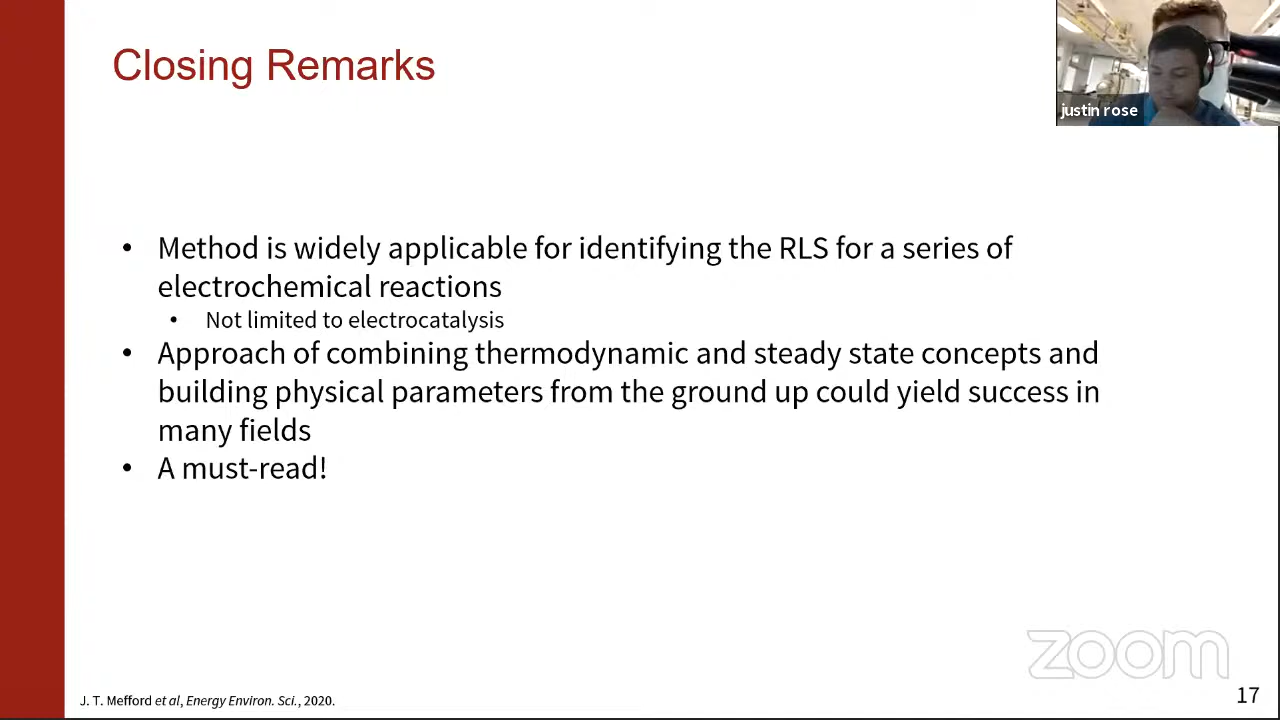 Closing Remarks
justin rose
• Method is widely applicable for identifying the RLS for a series of
electrochemical reactions
• Not limited to electrocatalysis
• Approach of combining thermodynamic and steady state concepts and
building physical parameters from the ground up could yield success in
many fields
• A must-read!
zoom
J. T. Mefford et al, Energy Environ. Sci., 2020.
17